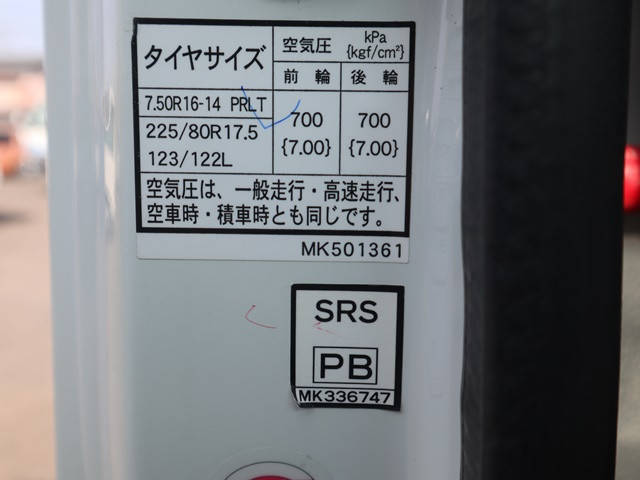 タイヤサイズ 空気圧 kPa {kgf/cm²}
前輪 後輪
7.50R16-14 PRLT
225/80R17.5
123/122L
700 {7.00} 700 {7.00}
空気圧は、一般走行・高速走行、
空車時・積車時とも同じです。
MK501361
SRS
PB
MK336747